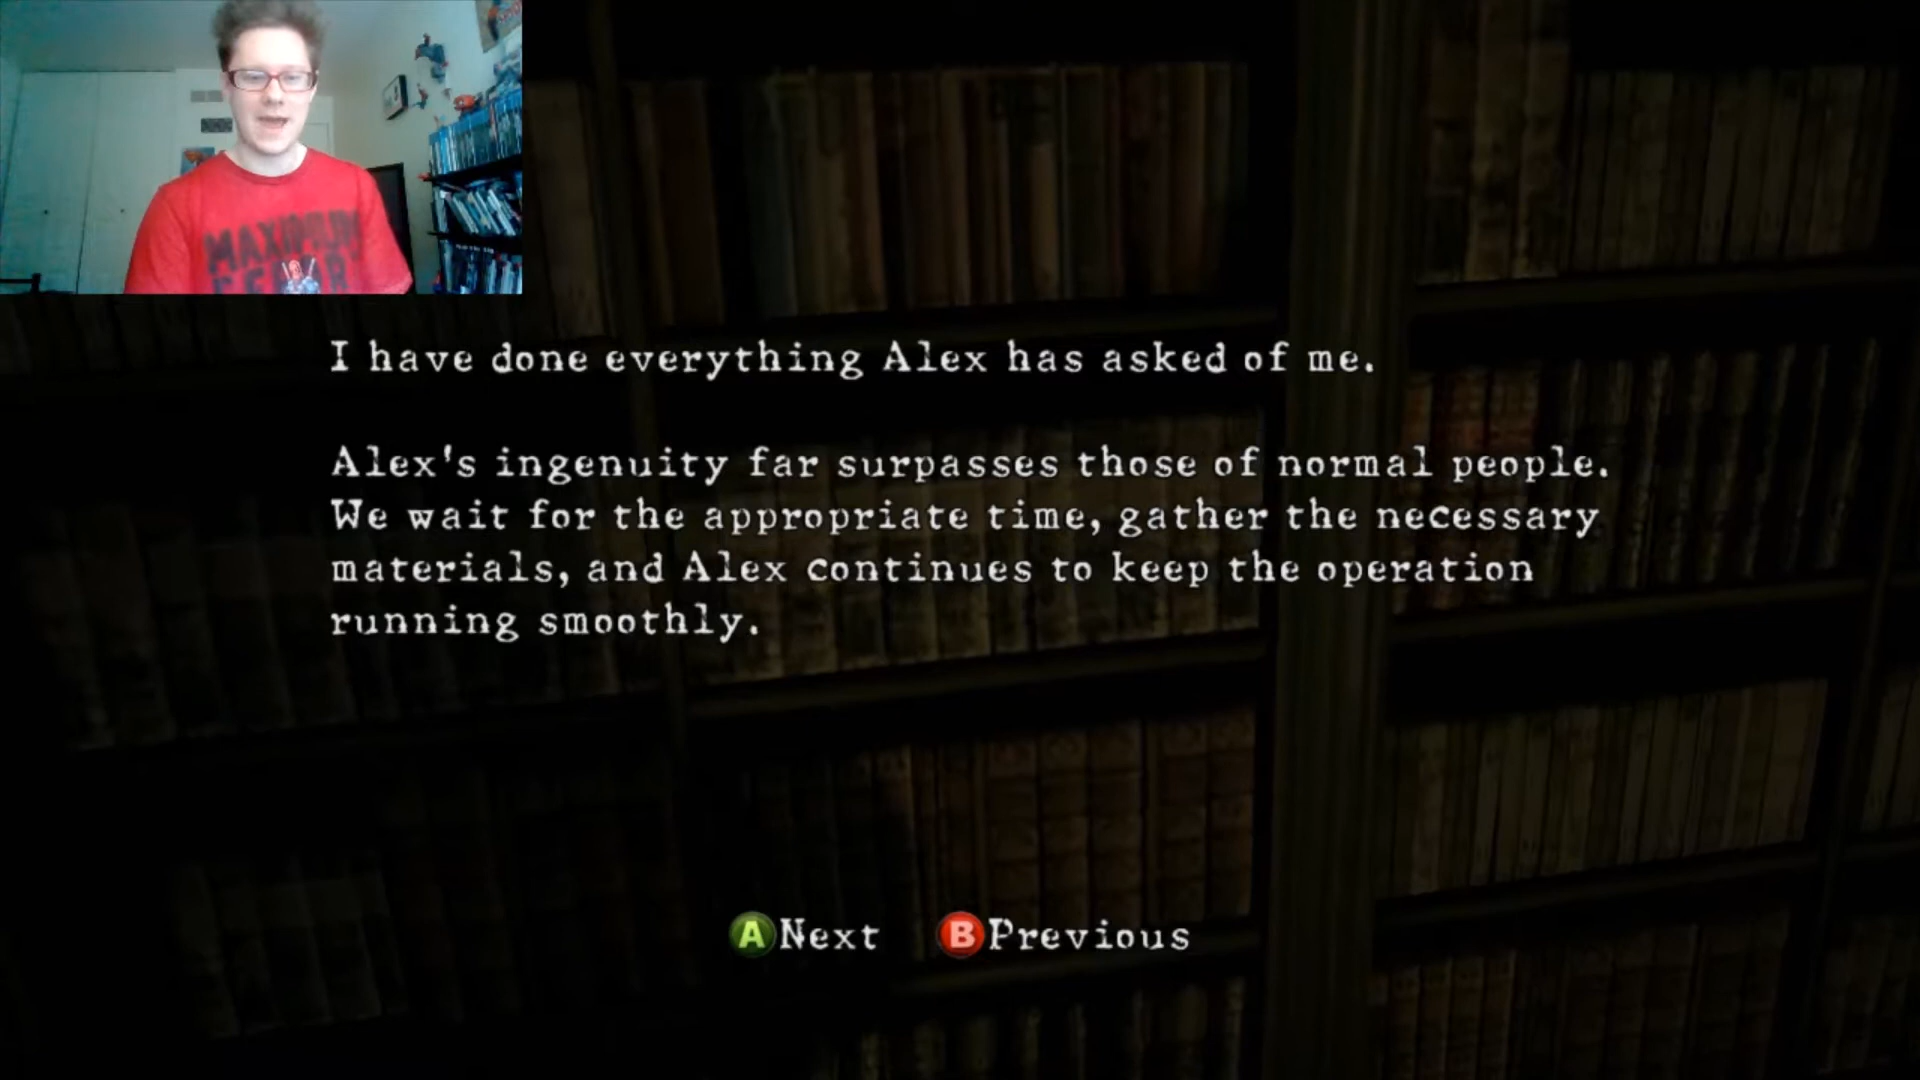 MAXIMUM
I have done everything Alex has asked of me.
Alex's ingenuity far surpasses those of normal people.
We wait for the appropriate time, gather the necessary
materials, and Alex continues to keep the operation
running smoothly.
A Next B Previous